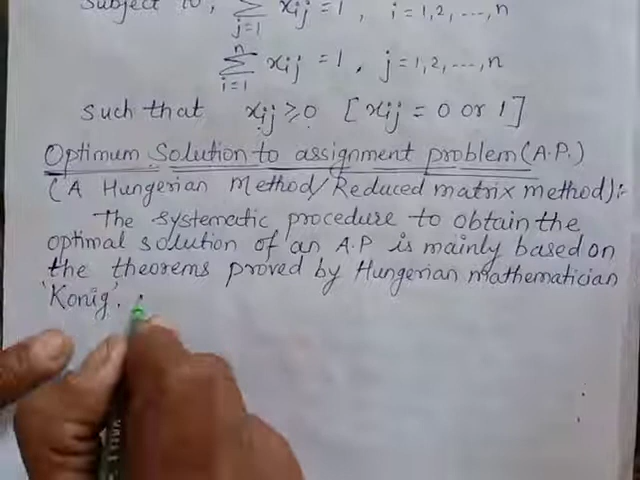 Subject to, ∑ xij = 1, i = 1, 2, ..., n
j=1
n
∑ xij = 1, j = 1, 2, ..., n
i=1
such that xij ≥ 0 [xij = 0 or 1]
Optimum Solution to assignment problem (A.P.)
(A Hungerian Method/Reduced matrix method):-
The systematic procedure to obtain the
optimal solution of an A.P is mainly based on
the theorems proved by Hungerian mathematician
'Konig'.